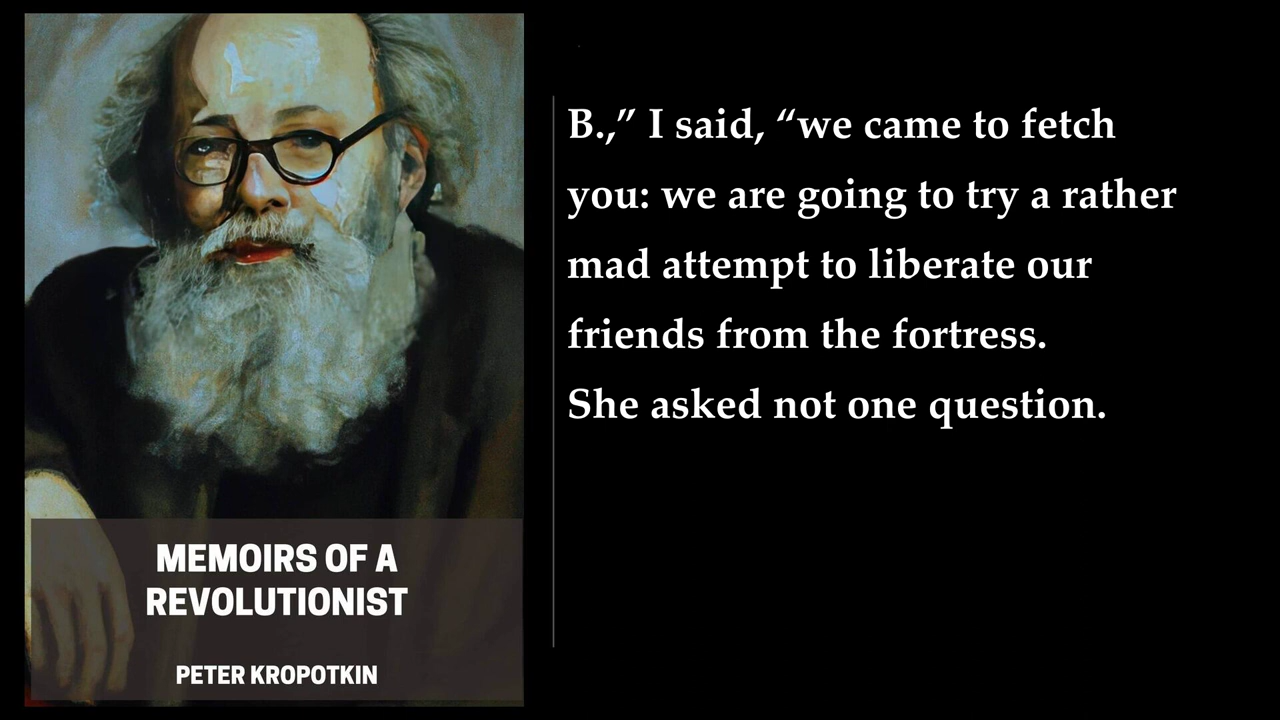 B.,” I said, “we came to fetch
you: we are going to try a rather
mad attempt to liberate our
friends from the fortress.
She asked not one question.
MEMOIRS OF A
REVOLUTIONIST
PETER KROPOTKIN